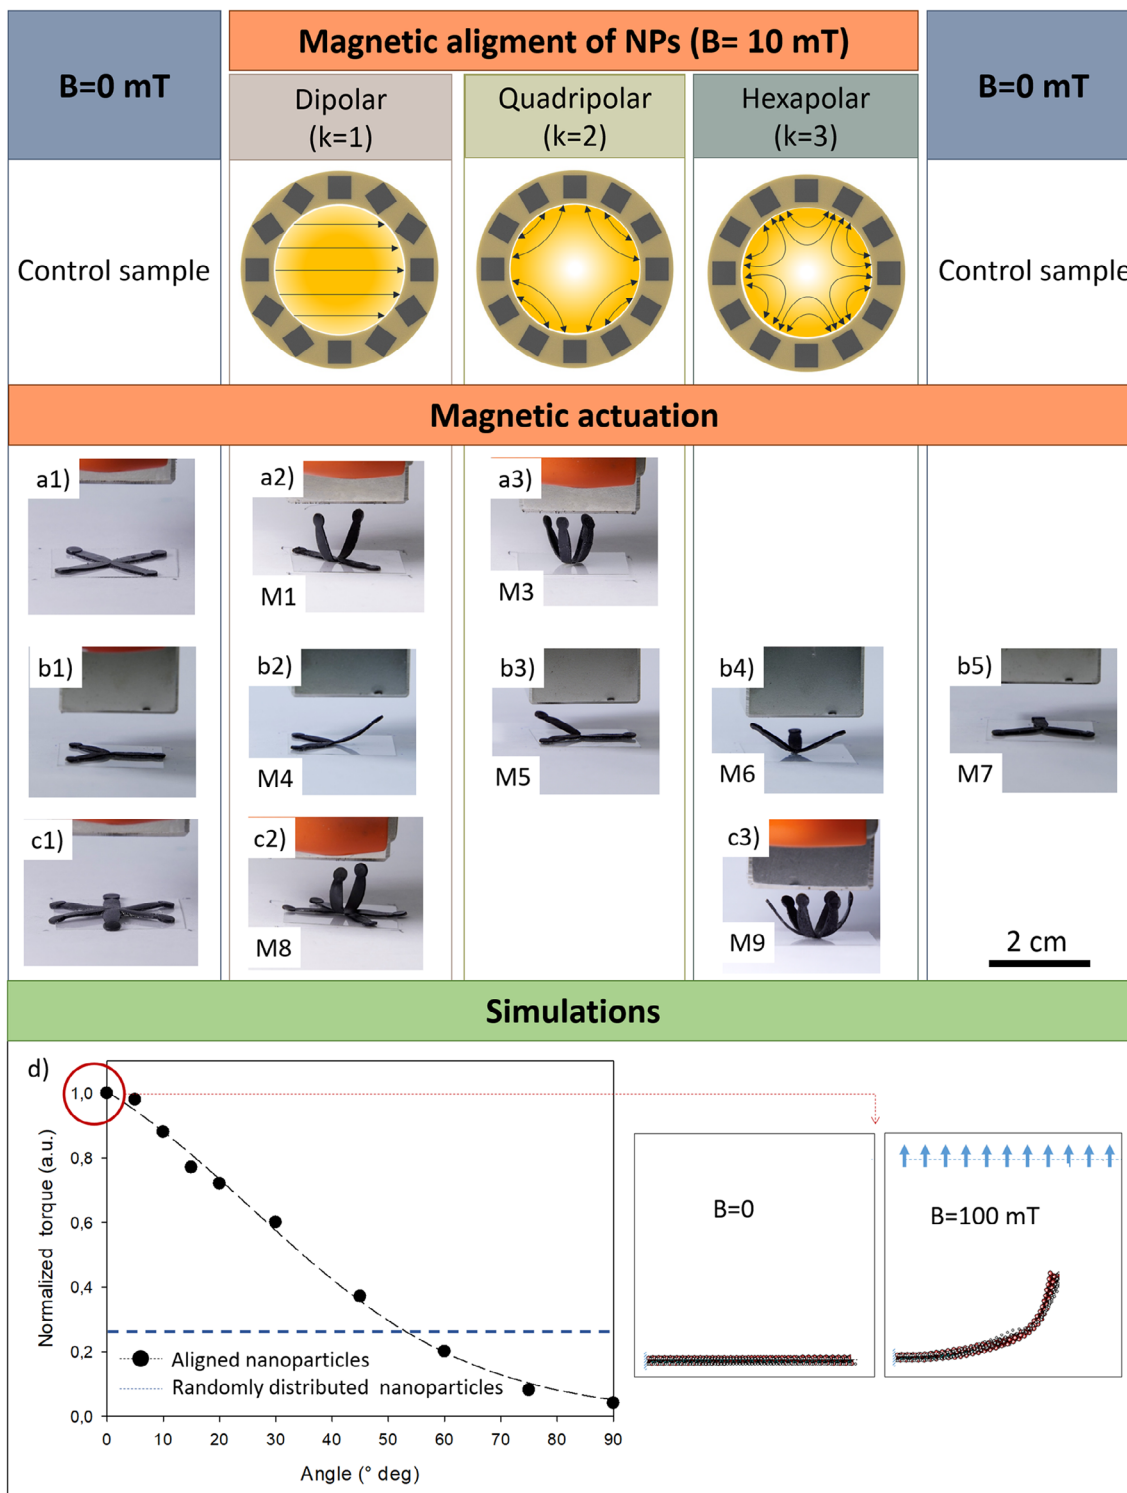 B=0 mT
Magnetic aligment of NPs (B= 10 mT)
B=0 mT
Dipolar
(k=1)
Quadripolar
(k=2)
Hexapolar
(k=3)
Control sample
Control sample
Magnetic actuation
a1)
a2)
M1
a3)
M3
b1)
b2)
M4
b3)
M5
b4)
M6
b5)
M7
c1)
c2)
M8
c3)
M9
2 cm
Simulations
d)
Normalized torque (a.u.)
1,0
0,8
0,6
0,4
0,2
0,0
Aligned nanoparticles
Randomly distributed nanoparticles
0 10 20 30 40 50 60 70 80 90
Angle (° deg)
B=0
B=100 mT